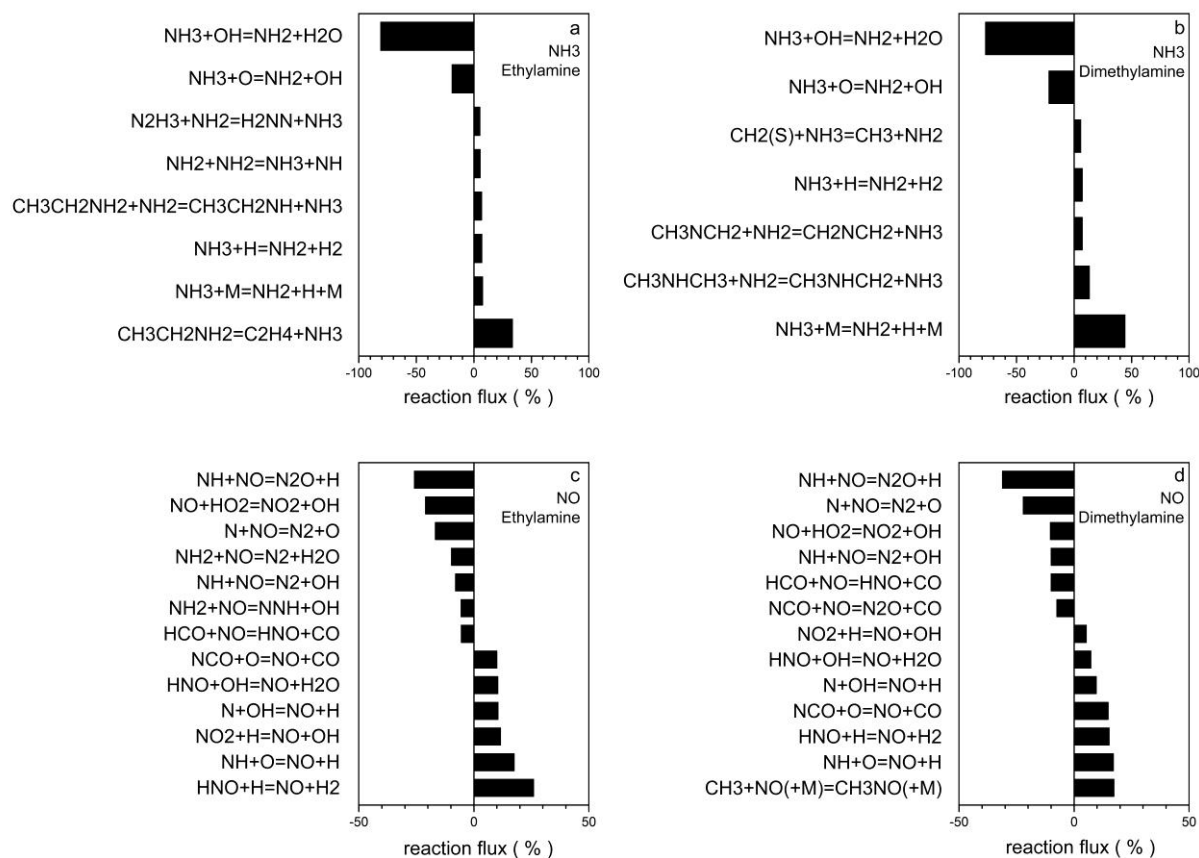 a
NH3
Ethylamine
NH3+OH=NH2+H2O
NH3+O=NH2+OH
N2H3+NH2=H2NN+NH3
NH2+NH2=NH3+NH
CH3CH2NH2+NH2=CH3CH2NH+NH3
NH3+H=NH2+H2
NH3+M=NH2+H+M
CH3CH2NH2=C2H4+NH3
-100 -50 0 50 100
reaction flux ( % )
b
NH3
Dimethylamine
NH3+OH=NH2+H2O
NH3+O=NH2+OH
CH2(S)+NH3=CH3+NH2
NH3+H=NH2+H2
CH3NCH2+NH2=CH2NCH2+NH3
CH3NHCH3+NH2=CH3NHCH2+NH3
NH3+M=NH2+H+M
-100 -50 0 50 100
reaction flux ( % )
c
NO
Ethylamine
NH+NO=N2O+H
NO+HO2=NO2+OH
N+NO=N2+O
NH2+NO=N2+H2O
NH+NO=N2+OH
NH2+NO=NNH+OH
HCO+NO=HNO+CO
NCO+O=NO+CO
HNO+OH=NO+H2O
N+OH=NO+H
NO2+H=NO+OH
NH+O=NO+H
HNO+H=NO+H2
-50 0 50
reaction flux ( % )
d
NO
Dimethylamine
NH+NO=N2O+H
N+NO=N2+O
NO+HO2=NO2+OH
NH+NO=N2+OH
HCO+NO=HNO+CO
NCO+NO=N2O+CO
NO2+H=NO+OH
HNO+OH=NO+H2O
N+OH=NO+H
NCO+O=NO+CO
HNO+H=NO+H2
NH+O=NO+H
CH3+NO(+M)=CH3NO(+M)
-50 0 50
reaction flux ( % )